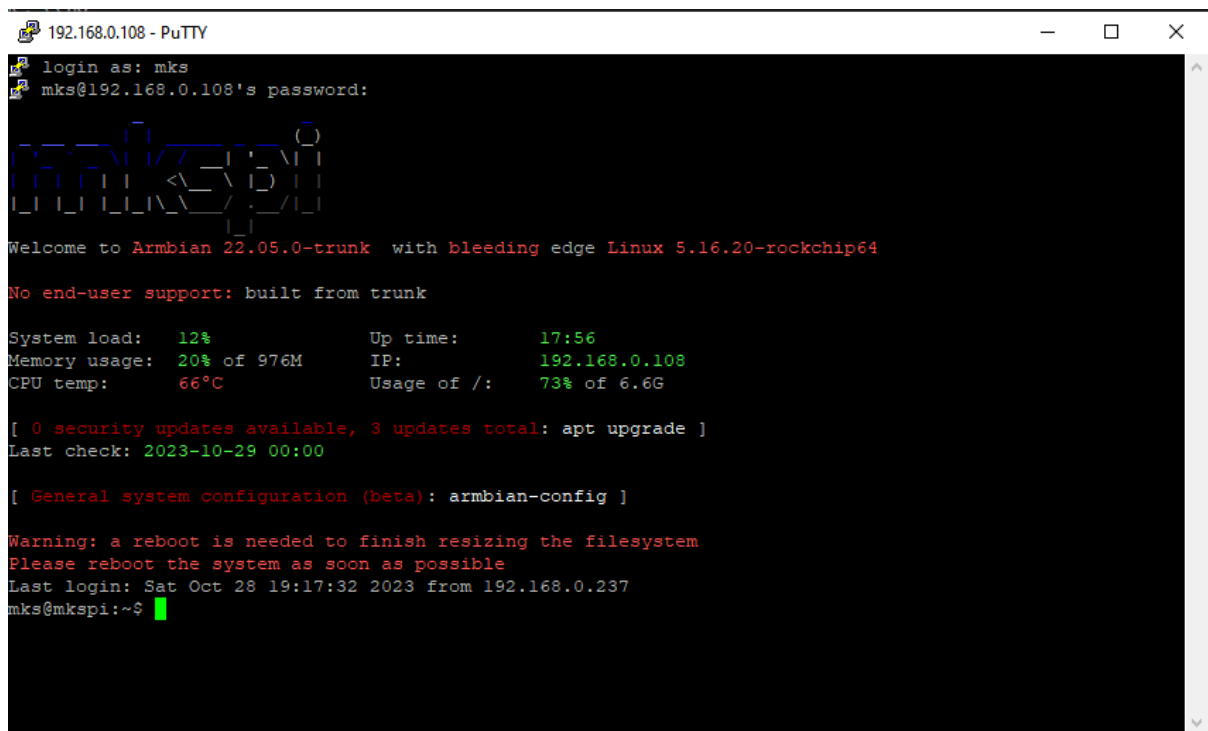 192.168.0.108 - PuTTY
login as: mks
mks@192.168.0.108's password:
mkspi
Welcome to Armbian 22.05.0-trunk  with bleeding edge Linux 5.16.20-rockchip64
No end-user support: built from trunk
System load:   12%   Up time:   17:56
Memory usage:  20% of 976M   IP:   192.168.0.108
CPU temp:      66°C   Usage of /:   73% of 6.6G
[ 0 security updates available, 3 updates total: apt upgrade ]
Last check: 2023-10-29 00:00
[ General system configuration (beta): armbian-config ]
Warning: a reboot is needed to finish resizing the filesystem
Please reboot the system as soon as possible
Last login: Sat Oct 28 19:17:32 2023 from 192.168.0.237
mks@mkspi:~$